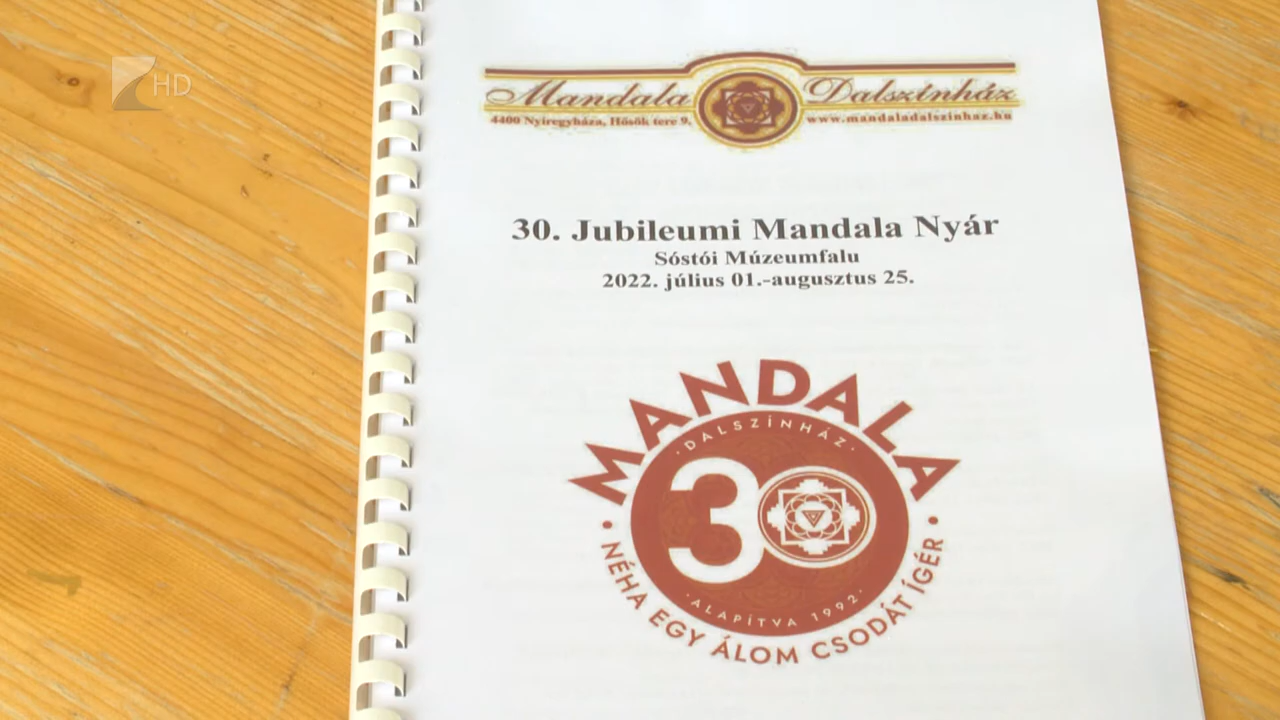 HD
Mandala Dalszínház
4400 Nyíregyháza, Hősök tere 9. www.mandaladalszinhaz.hu
30. Jubileumi Mandala Nyár
Sóstói Múzeumfalu
2022. július 01.-augusztus 25.
MANDALA
·DALSZÍNHÁZ·
30
·ALAPÍTVA 1992·
• NÉHA EGY ÁLOM CSODÁT ÍGÉR •